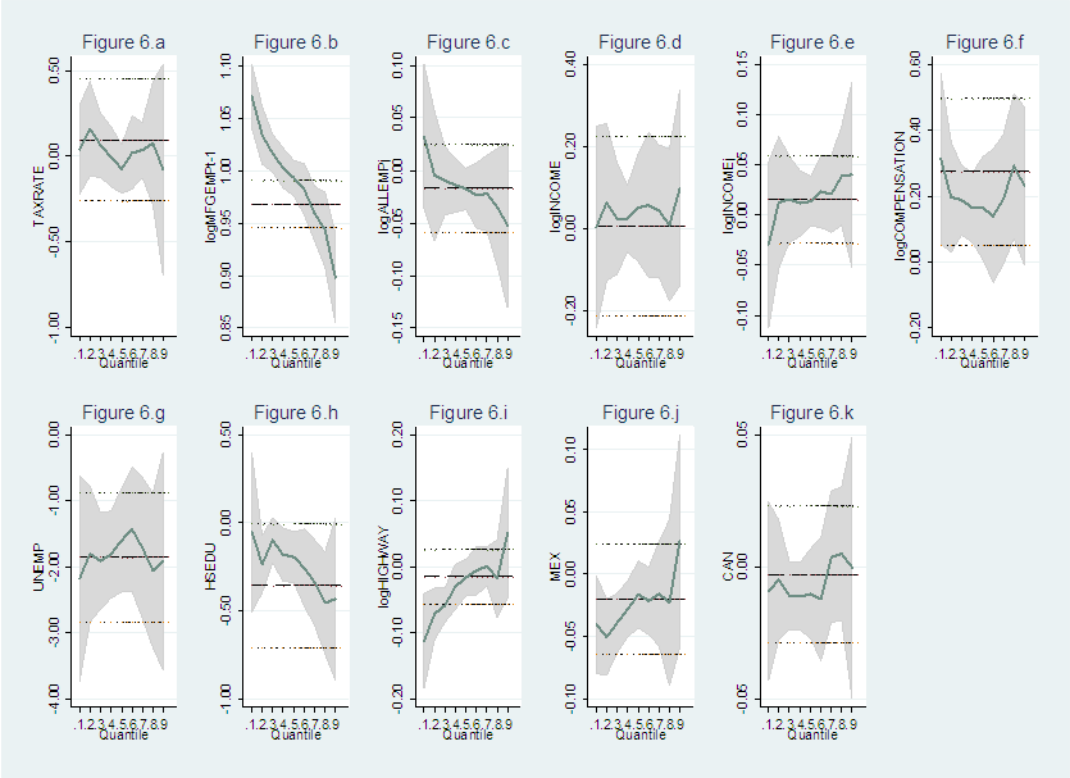 Figure 6.a
TAXRATE
0.50
0.00
-0.50
-1.00
.1.2.3.4.5.6.7.8.9
Quantile
Figure 6.b
logMFGEMPt-1
1.10
1.05
1.00
0.95
0.90
0.85
.1.2.3.4.5.6.7.8.9
Quantile
Figure 6.c
logALLEMPj
0.10
0.05
0.00
-0.05
-0.10
-0.15
.1.2.3.4.5.6.7.8.9
Quantile
Figure 6.d
logINCOME
0.40
0.20
0.00
-0.20
.1.2.3.4.5.6.7.8.9
Quantile
Figure 6.e
logINCOMEj
0.15
0.10
0.05
0.00
-0.05
-0.10
.1.2.3.4.5.6.7.8.9
Quantile
Figure 6.f
logCOMPENSATION
0.60
0.40
0.20
0.00
-0.20
.1.2.3.4.5.6.7.8.9
Quantile
Figure 6.g
UNEMP
0.00
-1.00
-2.00
-3.00
-4.00
.1.2.3.4.5.6.7.8.9
Quantile
Figure 6.h
HSEDU
0.50
0.00
-0.50
-1.00
.1.2.3.4.5.6.7.8.9
Quantile
Figure 6.i
logHIGHWAY
0.20
0.10
0.00
-0.10
-0.20
.1.2.3.4.5.6.7.8.9
Quantile
Figure 6.j
MEX
0.10
0.05
0.00
-0.05
-0.10
.1.2.3.4.5.6.7.8.9
Quantile
Figure 6.k
CAN
0.05
0.00
-0.05
.1.2.3.4.5.6.7.8.9
Quantile